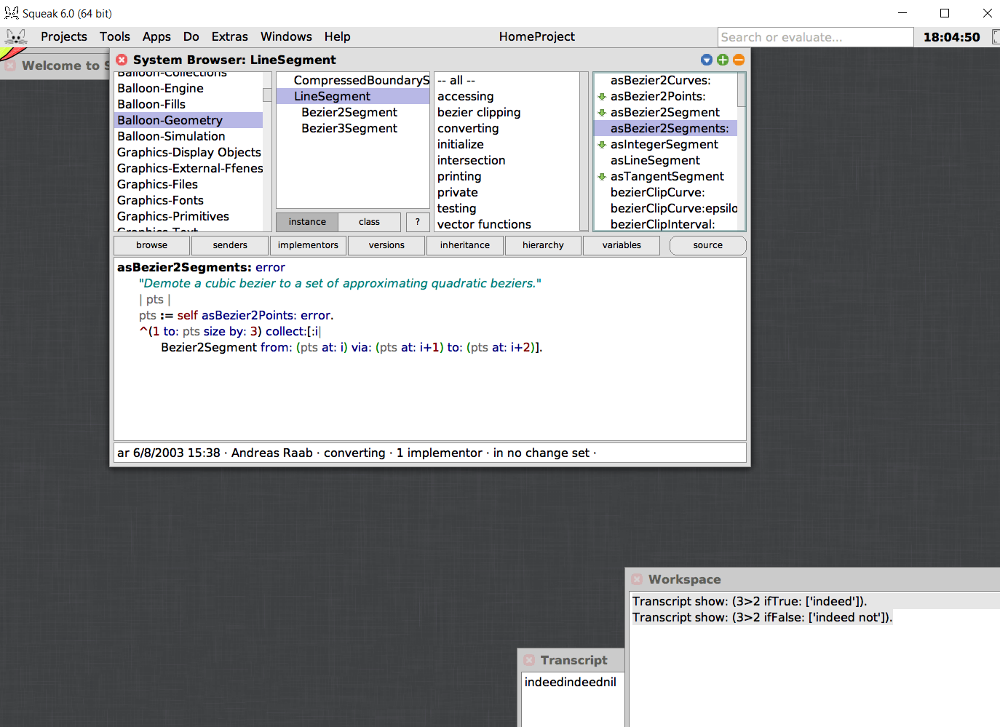 Squeak 6.0 (64 bit)
Projects Tools Apps Do Extras Windows Help HomeProject Search or evaluate... 18:04:50
Welcome to S
System Browser: LineSegment
Balloon-Collections
Balloon-Engine
Balloon-Fills
Balloon-Geometry
Balloon-Simulation
Graphics-Display Objects
Graphics-External-Ffenes
Graphics-Files
Graphics-Fonts
Graphics-Primitives
Graphics-Text
CompressedBoundaryS
LineSegment
Bezier2Segment
Bezier3Segment
instance class ?
-- all --
accessing
bezier clipping
converting
initialize
intersection
printing
private
testing
vector functions
asBezier2Curves:
asBezier2Points:
asBezier2Segment
asBezier2Segments:
asIntegerSegment
asLineSegment
asTangentSegment
bezierClipCurve:
bezierClipCurve:epsilo
bezierClipInterval:
browse senders implementors versions inheritance hierarchy variables source
asBezier2Segments: error
"Demote a cubic bezier to a set of approximating quadratic beziers."
| pts |
pts := self asBezier2Points: error.
^(1 to: pts size by: 3) collect:[:i|
Bezier2Segment from: (pts at: i) via: (pts at: i+1) to: (pts at: i+2)].
ar 6/8/2003 15:38 · Andreas Raab · converting · 1 implementor · in no change set ·
Workspace
Transcript show: (3>2 ifTrue: ['indeed']).
Transcript show: (3>2 ifFalse: ['indeed not']).
Transcript
indeedindeednil